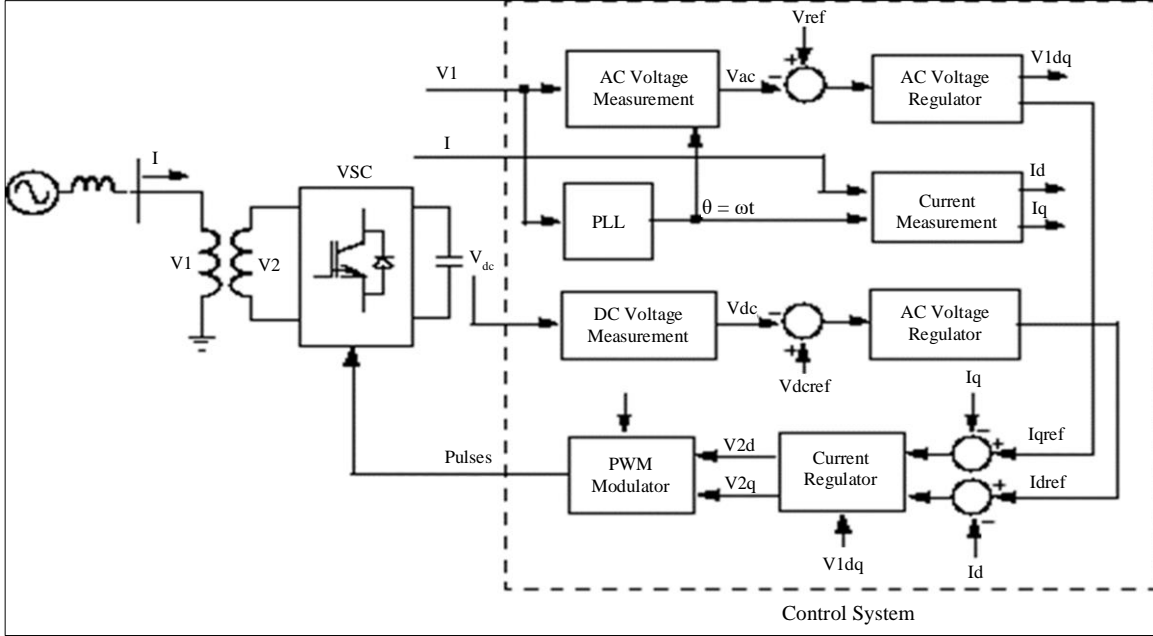 Vref
V1
AC Voltage
Measurement
Vac
+
-
AC Voltage
Regulator
V1dq
I
I
VSC
PLL
θ = ωt
Current
Measurement
Id
Iq
V1
V2
Vdc
DC Voltage
Measurement
Vdc
-
+
Vdcref
AC Voltage
Regulator
Iq
-
+
Iqref
Pulses
PWM
Modulator
V2d
V2q
Current
Regulator
+
Idref
-
V1dq
Id
Control System